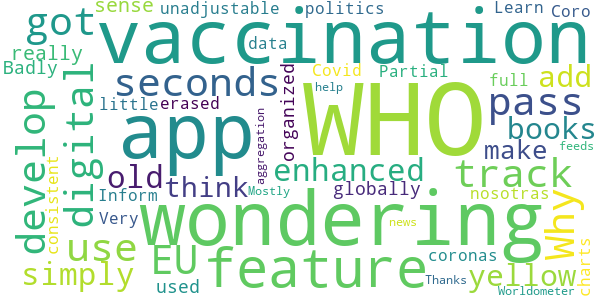 sense
unadjustable
politics
Learn
Coro
got
vaccination
really
data
Badly
seconds
Covid
Partial
full
add
little
erased
organized
help
WHO
pass
develop
digital
app
aggregation
books
feeds
old
think
enhanced
make
track
Why
consistent
Inform
Mostly
globally
nosotras
Very
wondering
news
use
EU
feature
coronas
charts
simply
used
Thanks
yellow
Worldometer